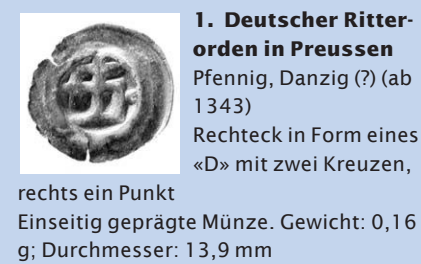 1. Deutscher Ritter-
orden in Preussen
Pfennig, Danzig (?) (ab
1343)
Rechteck in Form eines
«D» mit zwei Kreuzen,
rechts ein Punkt
Einseitig geprägte Münze. Gewicht: 0,16
g; Durchmesser: 13,9 mm